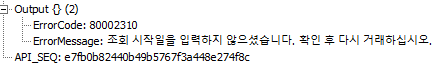 Output {} (2)
ErrorCode: 80002310
ErrorMessage: 조회 시작일을 입력하지 않으셨습니다. 확인 후 다시 거래하십시오.
API_SEQ: e7fb0b82440b49b5767f3a448e274f8c